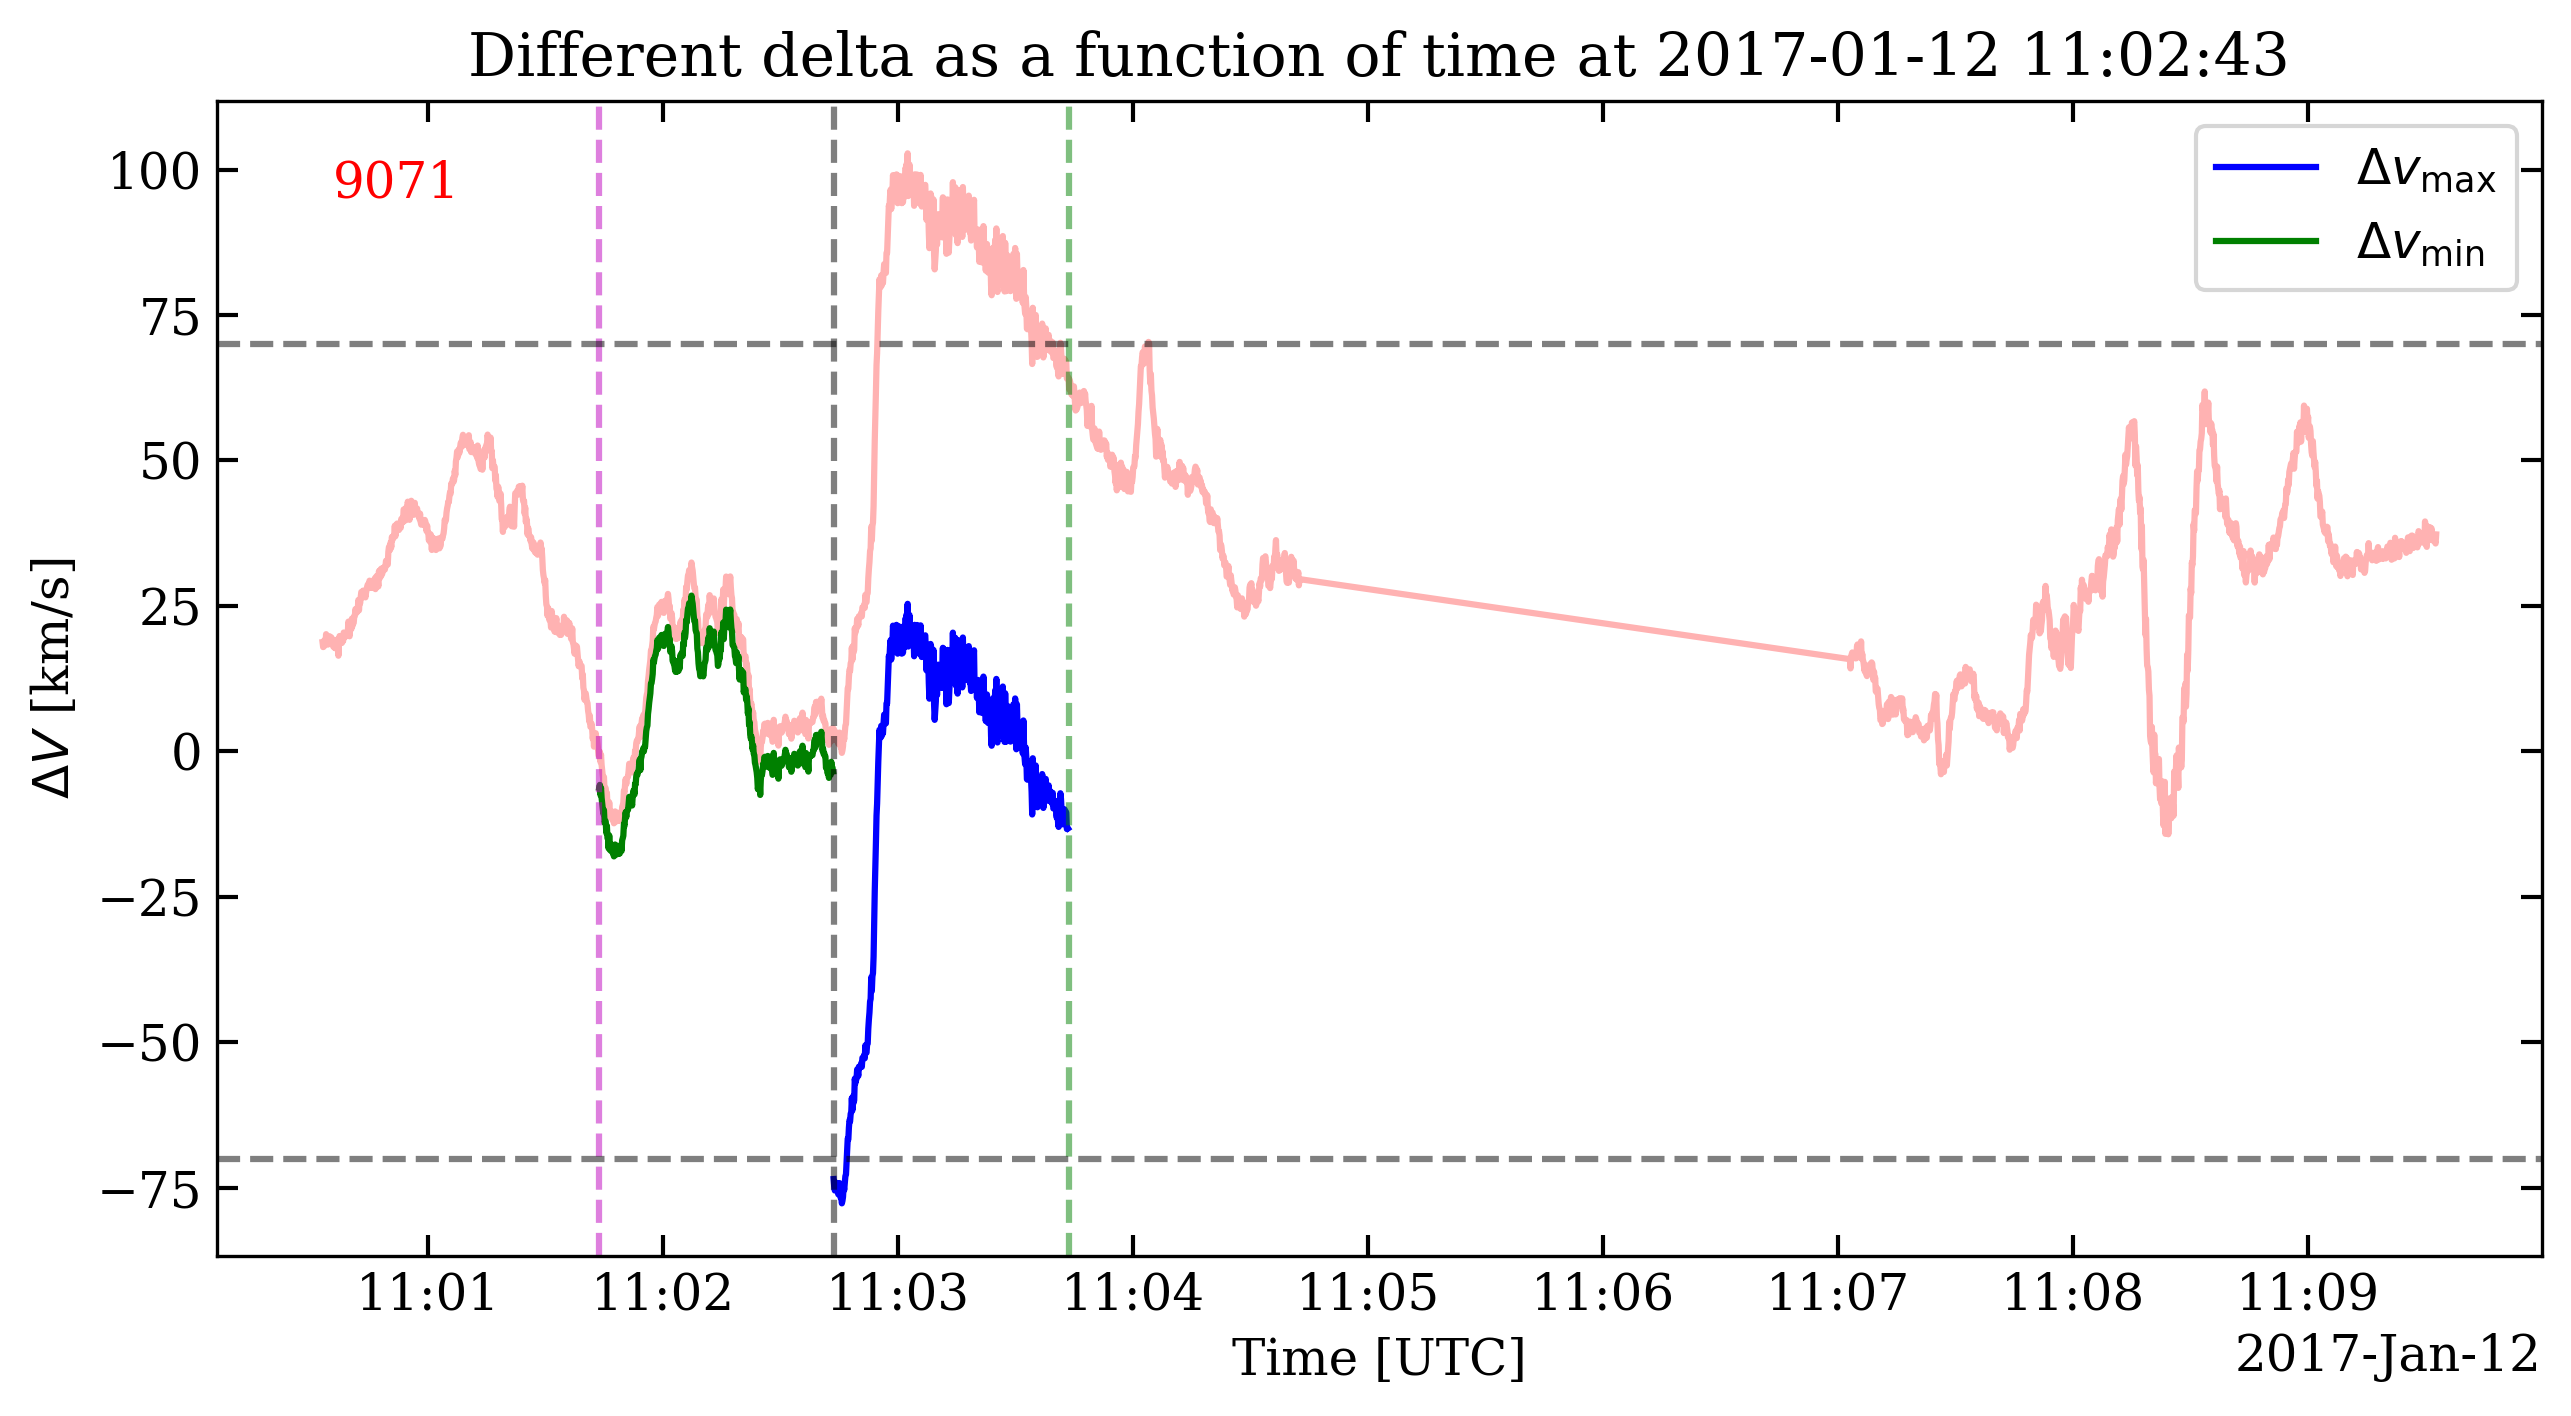 Different delta as a function of time at 2017-01-12 11:02:43
9071
Δv_max
Δv_min
100
75
50
25
0
−25
−50
−75
ΔV [km/s]
11:01 11:02 11:03 11:04 11:05 11:06 11:07 11:08 11:09
Time [UTC]
2017-Jan-12